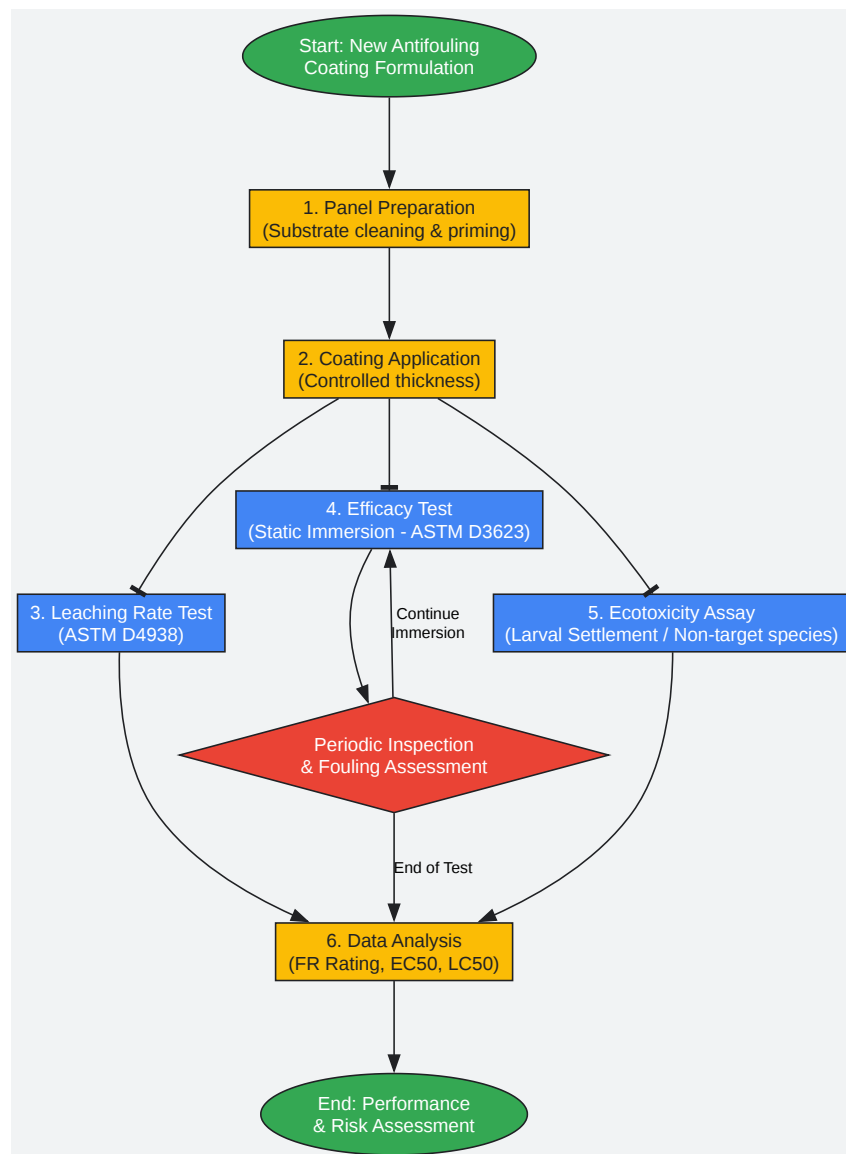 Start: New Antifouling
Coating Formulation
1. Panel Preparation
(Substrate cleaning & priming)
2. Coating Application
(Controlled thickness)
4. Efficacy Test
(Static Immersion - ASTM D3623)
3. Leaching Rate Test
(ASTM D4938)
Continue
Immersion
5. Ecotoxicity Assay
(Larval Settlement / Non-target species)
Periodic Inspection
& Fouling Assessment
End of Test
6. Data Analysis
(FR Rating, EC50, LC50)
End: Performance
& Risk Assessment